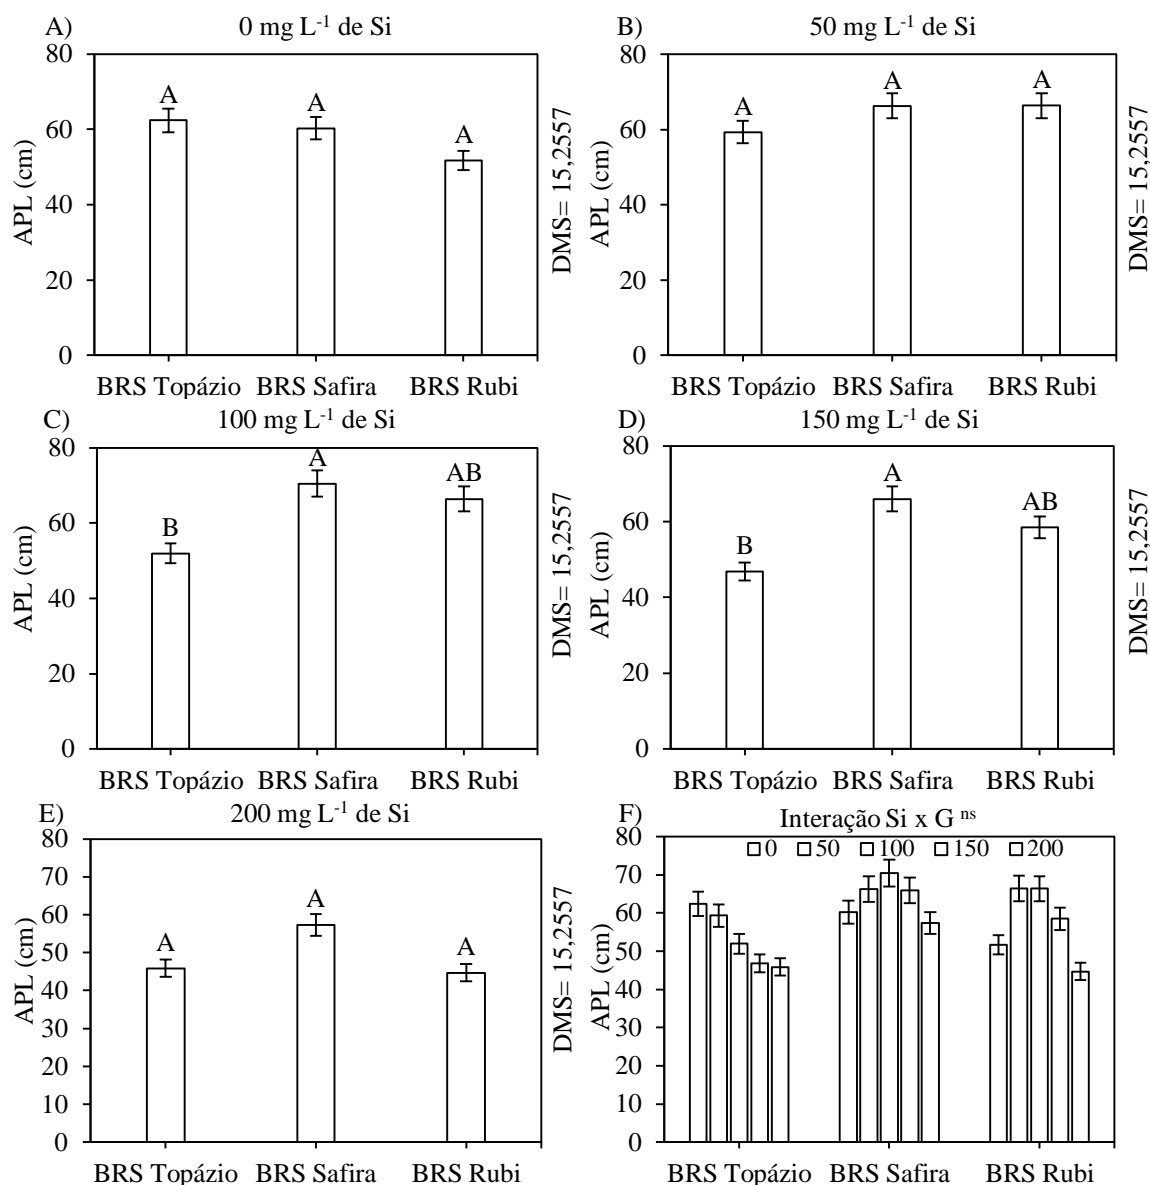 A) 0 mg L⁻¹ de Si
80
60
40
20
0
APL (cm)
A A A
DMS= 15,2557
BRS Topázio BRS Safira BRS Rubi
B) 50 mg L⁻¹ de Si
80
60
40
20
0
APL (cm)
A A A
DMS= 15,2557
BRS Topázio BRS Safira BRS Rubi
C) 100 mg L⁻¹ de Si
80
60
40
20
0
APL (cm)
B A AB
DMS= 15,2557
BRS Topázio BRS Safira BRS Rubi
D) 150 mg L⁻¹ de Si
80
60
40
20
0
APL (cm)
B A AB
DMS= 15,2557
BRS Topázio BRS Safira BRS Rubi
E) 200 mg L⁻¹ de Si
80
70
60
50
40
30
20
10
0
APL (cm)
A A A
DMS= 15,2557
BRS Topázio BRS Safira BRS Rubi
F) Interação Si x G ⁿˢ
0 50 100 150 200
80
70
60
50
40
30
20
10
0
APL (cm)
BRS Topázio BRS Safira BRS Rubi